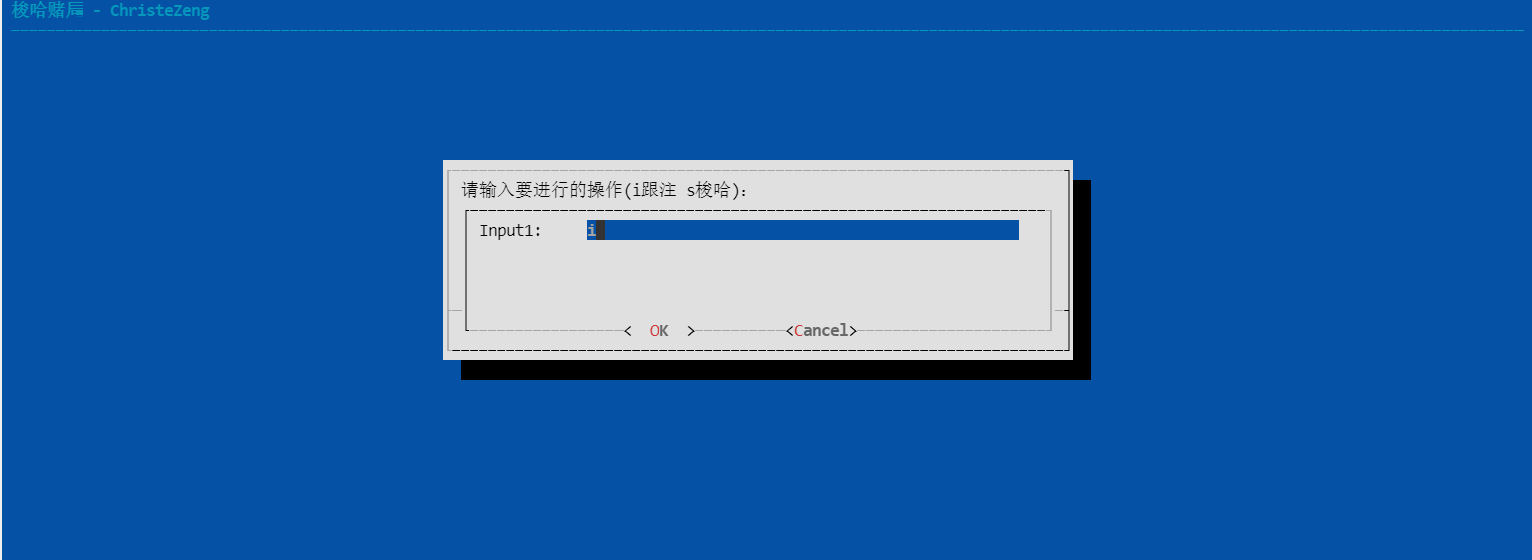 梭哈赌局 - ChristeZeng
请输入要进行的操作(i跟注 s梭哈):
Input1: i
< OK > <Cancel>